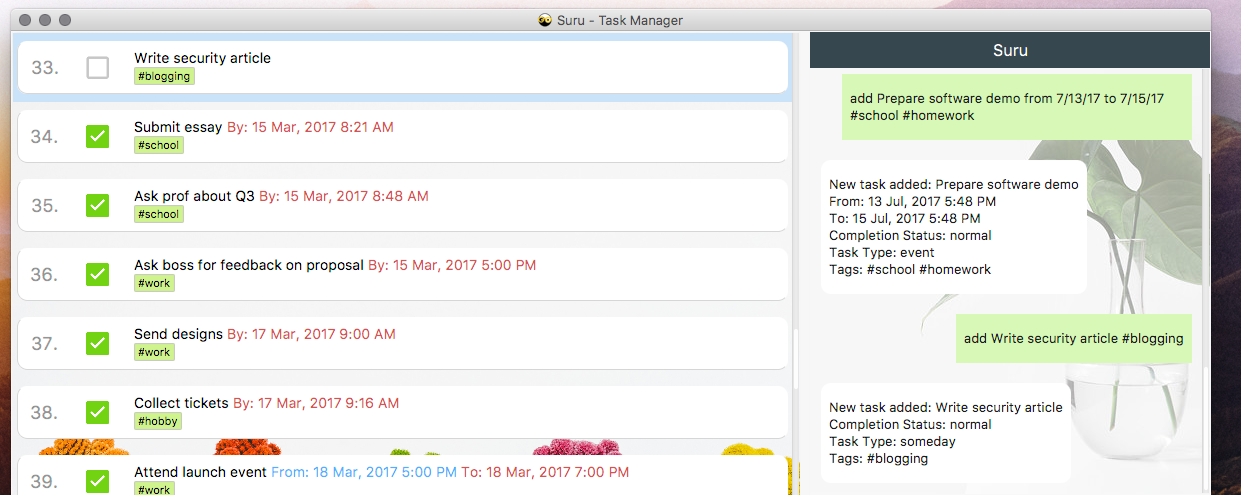 Suru - Task Manager
33.
Write security article
#blogging
34.
Submit essay By: 15 Mar, 2017 8:21 AM
#school
35.
Ask prof about Q3 By: 15 Mar, 2017 8:48 AM
#school
36.
Ask boss for feedback on proposal By: 15 Mar, 2017 5:00 PM
#work
37.
Send designs By: 17 Mar, 2017 9:00 AM
#work
38.
Collect tickets By: 17 Mar, 2017 9:16 AM
#hobby
39.
Attend launch event From: 18 Mar, 2017 5:00 PM To: 18 Mar, 2017 7:00 PM
#work
Suru
add Prepare software demo from 7/13/17 to 7/15/17
#school #homework
New task added: Prepare software demo
From: 13 Jul, 2017 5:48 PM
To: 15 Jul, 2017 5:48 PM
Completion Status: normal
Task Type: event
Tags: #school #homework
add Write security article #blogging
New task added: Write security article
Completion Status: normal
Task Type: someday
Tags: #blogging